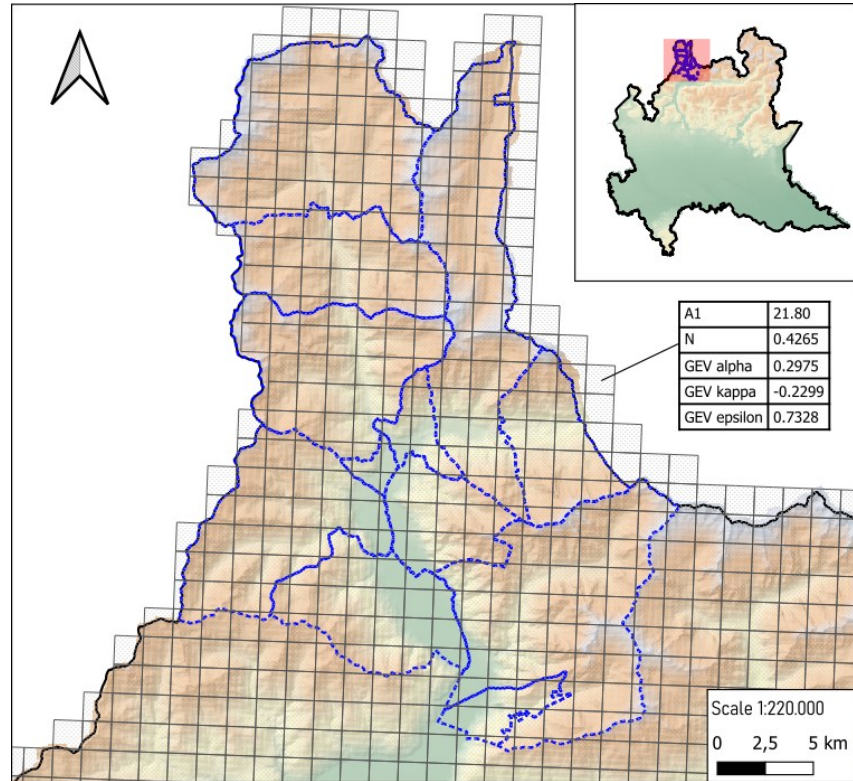 A1 21.80
N 0.4265
GEV alpha 0.2975
GEV kappa -0.2299
GEV epsilon 0.7328
Scale 1:220.000
0 2,5 5 km